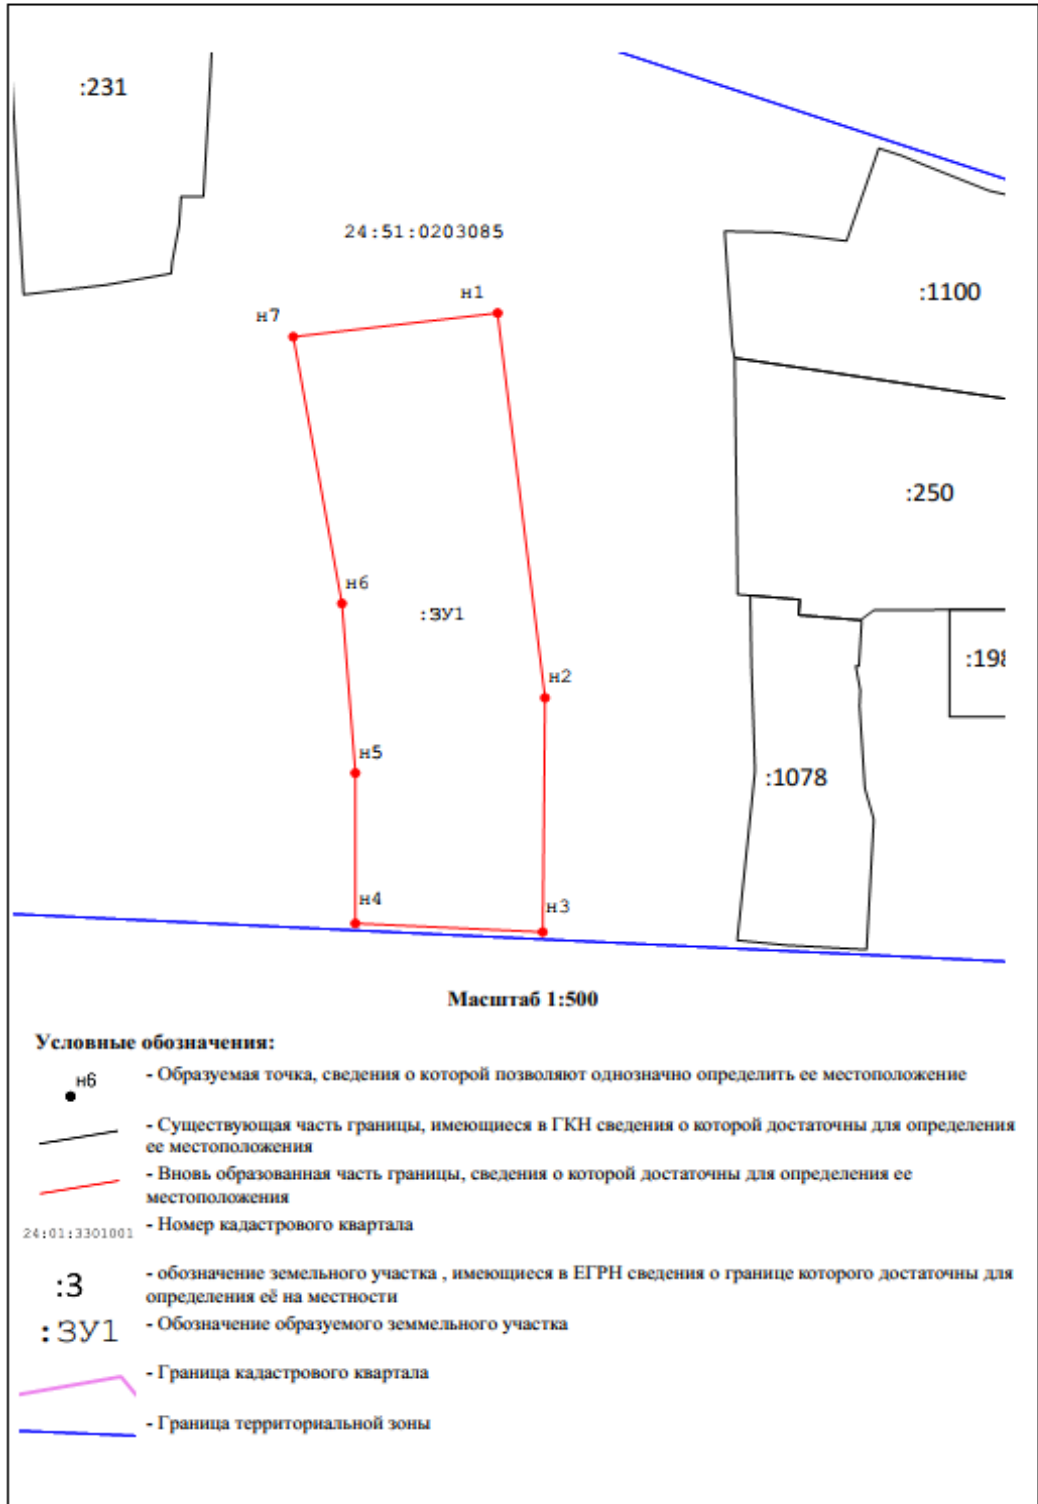 :231
24:51:0203085
н1
н7
:1100
:250
н6
:ЗУ1
:198
н2
н5
:1078
н4
н3
Масштаб 1:500
Условные обозначения:
н6
- Образуемая точка, сведения о которой позволяют однозначно определить ее местоположение
- Существующая часть границы, имеющиеся в ГКН сведения о которой достаточны для определения
ее местоположения
- Вновь образованная часть границы, сведения о которой достаточны для определения ее
местоположения
24:01:3301001
- Номер кадастрового квартала
:3
- обозначение земельного участка , имеющиеся в ЕГРН сведения о границе которого достаточны для
определения её на местности
:ЗУ1
- Обозначение образуемого земмельного участка
- Граница кадастрового квартала
- Граница территориальной зоны